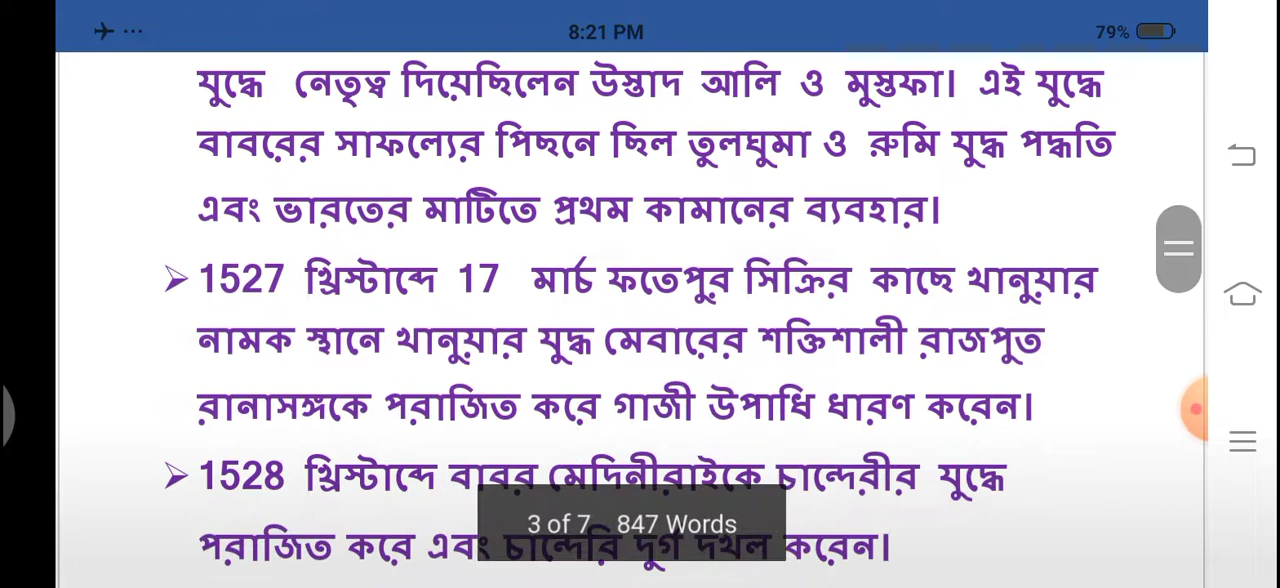 8:21 PM
79%
যুদ্ধে নেতৃত্ব দিয়েছিলেন উস্তাদ আলি ও মুস্তফা। এই যুদ্ধে
বাবরের সাফল্যের পিছনে ছিল তুলঘুমা ও রুমি যুদ্ধ পদ্ধতি
এবং ভারতের মাটিতে প্রথম কামানের ব্যবহার।
➢ 1527 খ্রিস্টাব্দে 17 মার্চ ফতেপুর সিক্রির কাছে খানুয়ার
নামক স্থানে খানুয়ার যুদ্ধ মেবারের শক্তিশালী রাজপুত
রানাসঙ্গকে পরাজিত করে গাজী উপাধি ধারণ করেন।
➢ 1528 খ্রিস্টাব্দে বাবর মেদিনীরাইকে চান্দেরীর যুদ্ধে
পরাজিত করে এবং চান্দেরি দুর্গ দখল করেন।
3 of 7 847 Words